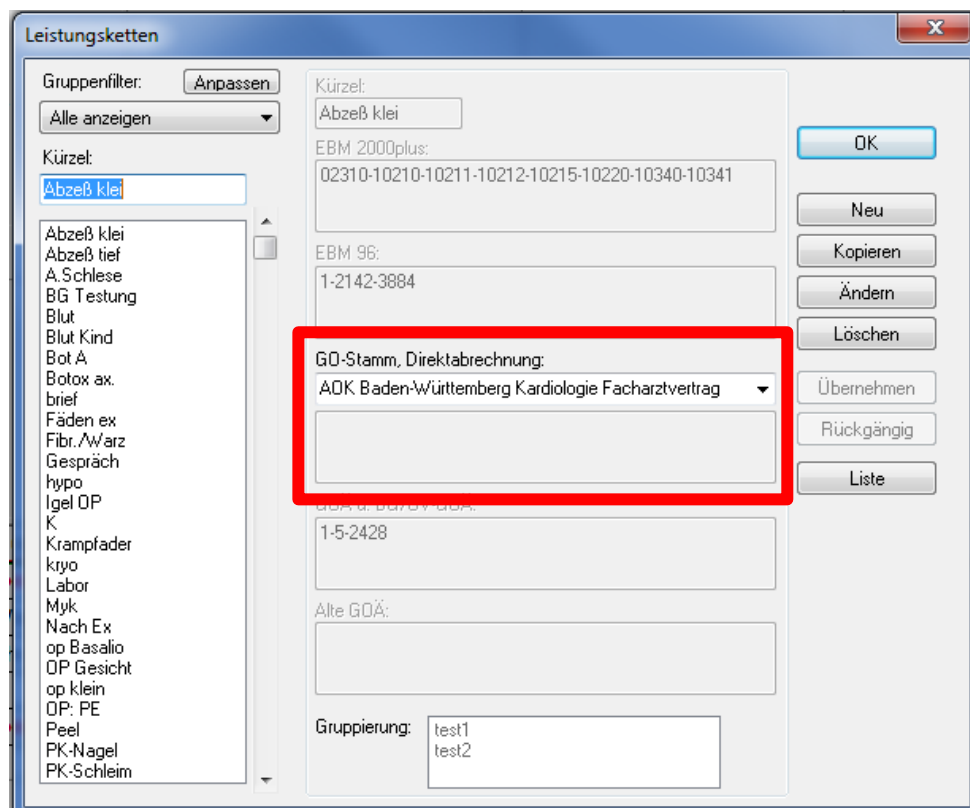 Leistungsketten
Gruppenfilter:
Anpassen
Alle anzeigen
Kürzel:
Abzeß klei
Abzeß klei
Abzeß tief
A.Schlese
BG Testung
Blut
Blut Kind
Bot A
Botox ax.
brief
Fäden ex
Fibr./Warz
Gespräch
hypo
Igel OP
K
Krampfader
kryo
Labor
Myk
Nach Ex
op Basalio
OP Gesicht
op klein
OP: PE
Peel
PK-Nagel
PK-Schleim
Kürzel:
Abzeß klei
EBM 2000plus:
02310-10210-10211-10212-10215-10220-10340-10341
EBM 96:
1-2142-3884
GO-Stamm, Direktabrechnung:
AOK Baden-Württemberg Kardiologie Facharztvertrag
1-5-2428
Alte GOÄ:
Gruppierung:
test1
test2
OK
Neu
Kopieren
Ändern
Löschen
Übernehmen
Rückgängig
Liste